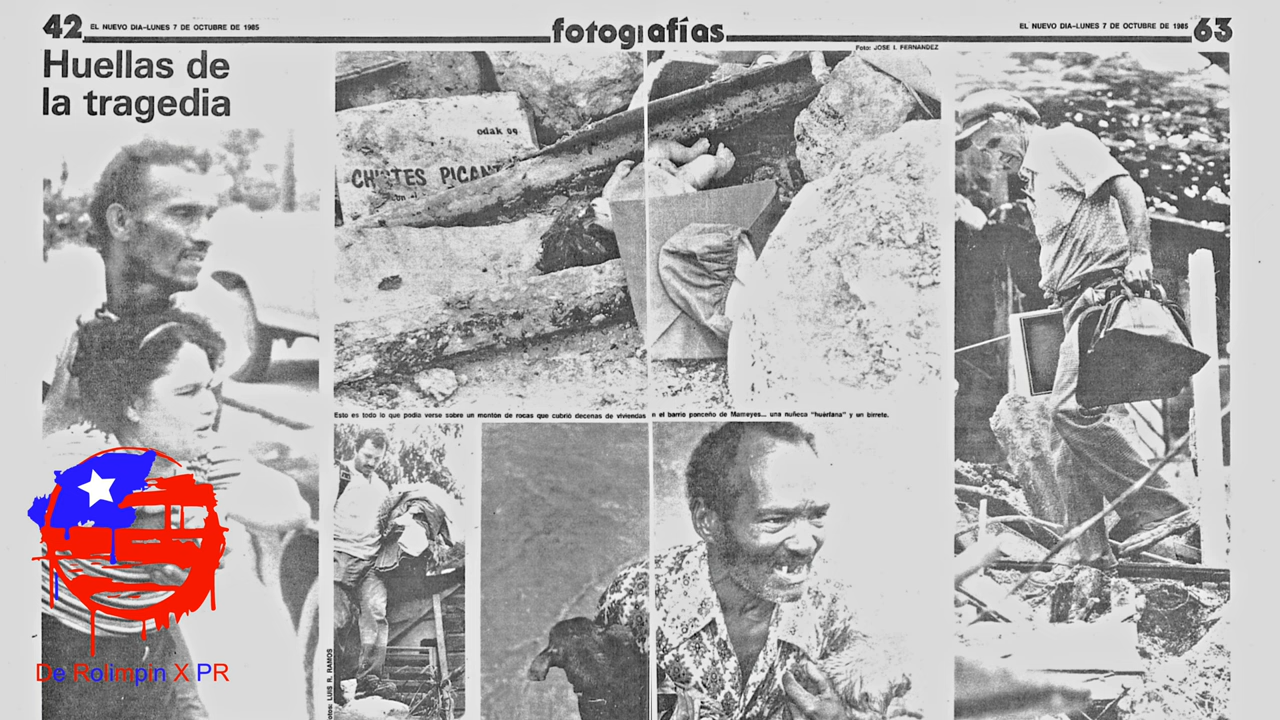 42 EL NUEVO DIA-LUNES 7 DE OCTUBRE DE 1985
fotografías
EL NUEVO DIA-LUNES 7 DE OCTUBRE DE 1985 63
Huellas de
la tragedia
Foto: JOSE I. FERNANDEZ
odak 09
CHISTES PICANT
Esto es todo lo que podía verse sobre un montón de rocas que cubrió decenas de viviendas n el barrio ponceño de Mameyes... una muñeca "huérfana" y un birrete.
otos: LUIS R. RAMOS
De Rolimpin X PR